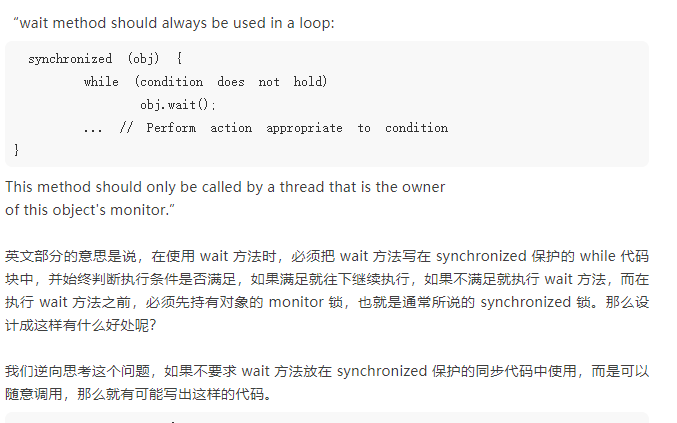 “wait method should always be used in a loop:
synchronized (obj) {
while (condition does not hold)
obj.wait();
... // Perform action appropriate to condition
}
This method should only be called by a thread that is the owner
of this object's monitor.”
英文部分的意思是说，在使用 wait 方法时，必须把 wait 方法写在 synchronized 保护的 while 代码
块中，并始终判断执行条件是否满足，如果满足就往下继续执行，如果不满足就执行 wait 方法，而在
执行 wait 方法之前，必须先持有对象的 monitor 锁，也就是通常所说的 synchronized 锁。那么设
计成这样有什么好处呢？
我们逆向思考这个问题，如果不要求 wait 方法放在 synchronized 保护的同步代码中使用，而是可以
随意调用，那么就有可能写出这样的代码。